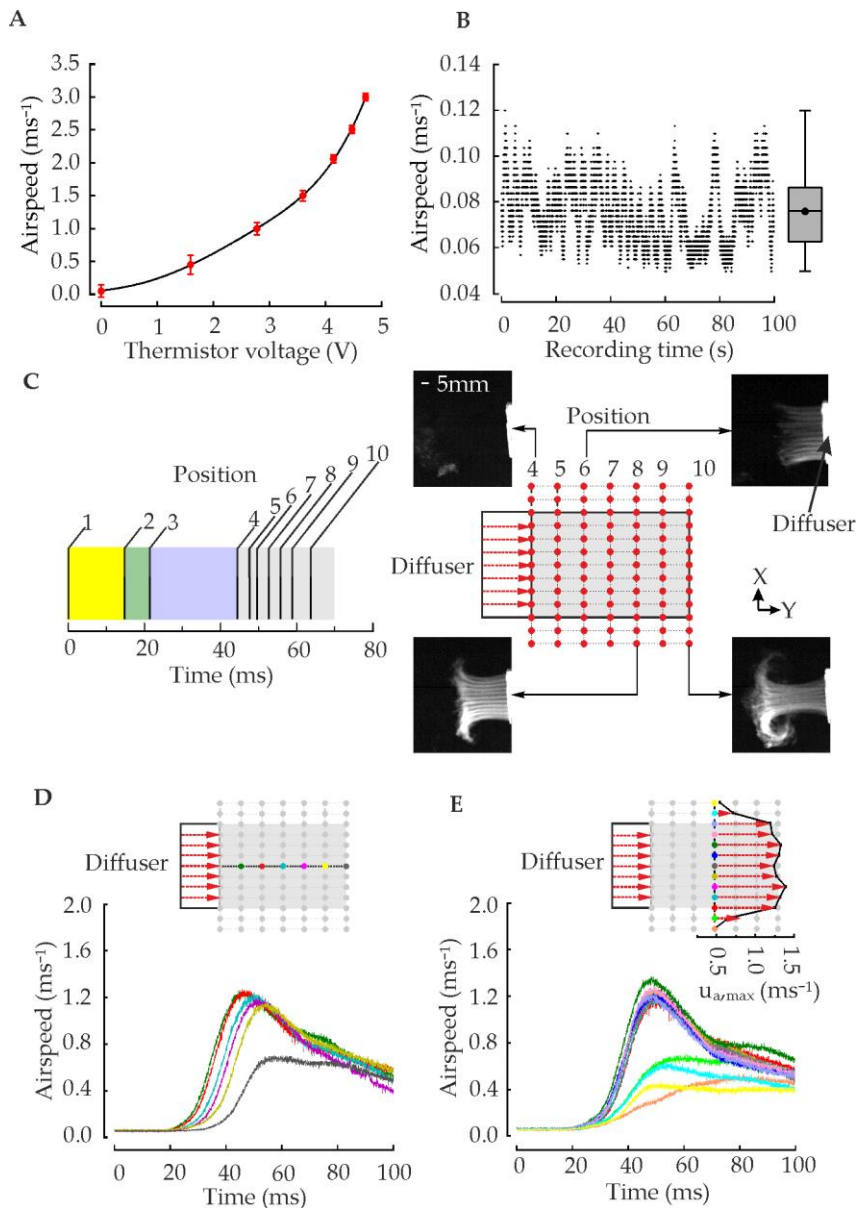 A
Airspeed (ms⁻¹)
3.5
3.0
2.5
2.0
1.5
1.0
0.5
0.0
0 1 2 3 4 5
Thermistor voltage (V)
B
Airspeed (ms⁻¹)
0.14
0.12
0.10
0.08
0.06
0.04
0 20 40 60 80 100
Recording time (s)
C
Position
1 2 3 4 5 6 7 8 9 10
0 20 40 60 80
Time (ms)
- 5mm
Position
4 5 6 7 8 9 10
Diffuser
Diffuser
X
Y
D
Diffuser
Airspeed (ms⁻¹)
2.0
1.6
1.2
0.8
0.4
0.0
0 20 40 60 80 100
Time (ms)
E
Diffuser
0.5 1.0 1.5
u_a,max (ms⁻¹)
Airspeed (ms⁻¹)
2.0
1.6
1.2
0.8
0.4
0.0
0 20 40 60 80 100
Time (ms)